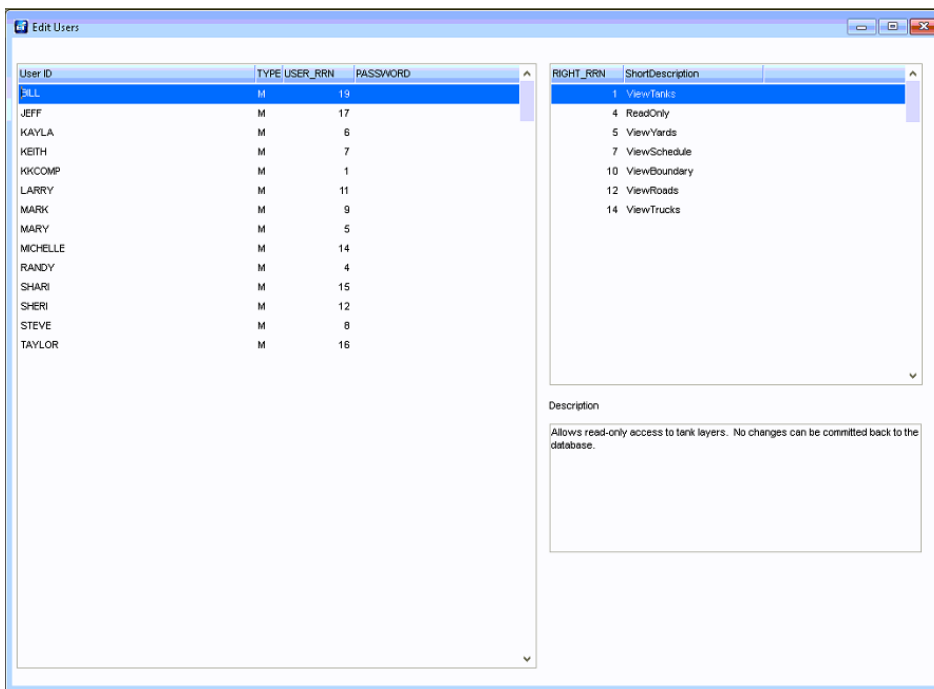 Edit Users
User ID TYPE USER_RRN PASSWORD
BILL M 19
JEFF M 17
KAYLA M 6
KEITH M 7
KKCOMP M 1
LARRY M 11
MARK M 9
MARY M 5
MICHELLE M 14
RANDY M 4
SHARI M 15
SHERI M 12
STEVE M 8
TAYLOR M 16
RIGHT_RRN ShortDescription
1 ViewTanks
4 ReadOnly
5 ViewYards
7 ViewSchedule
10 ViewBoundary
12 ViewRoads
14 ViewTrucks
Description
Allows read-only access to tank layers. No changes can be committed back to the
database.